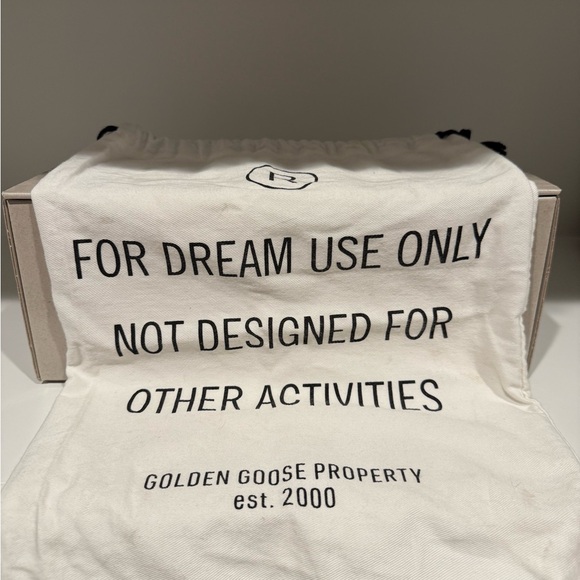 R
FOR DREAM USE ONLY
NOT DESIGNED FOR
OTHER ACTIVITIES
GOLDEN GOOSE PROPERTY
est. 2000